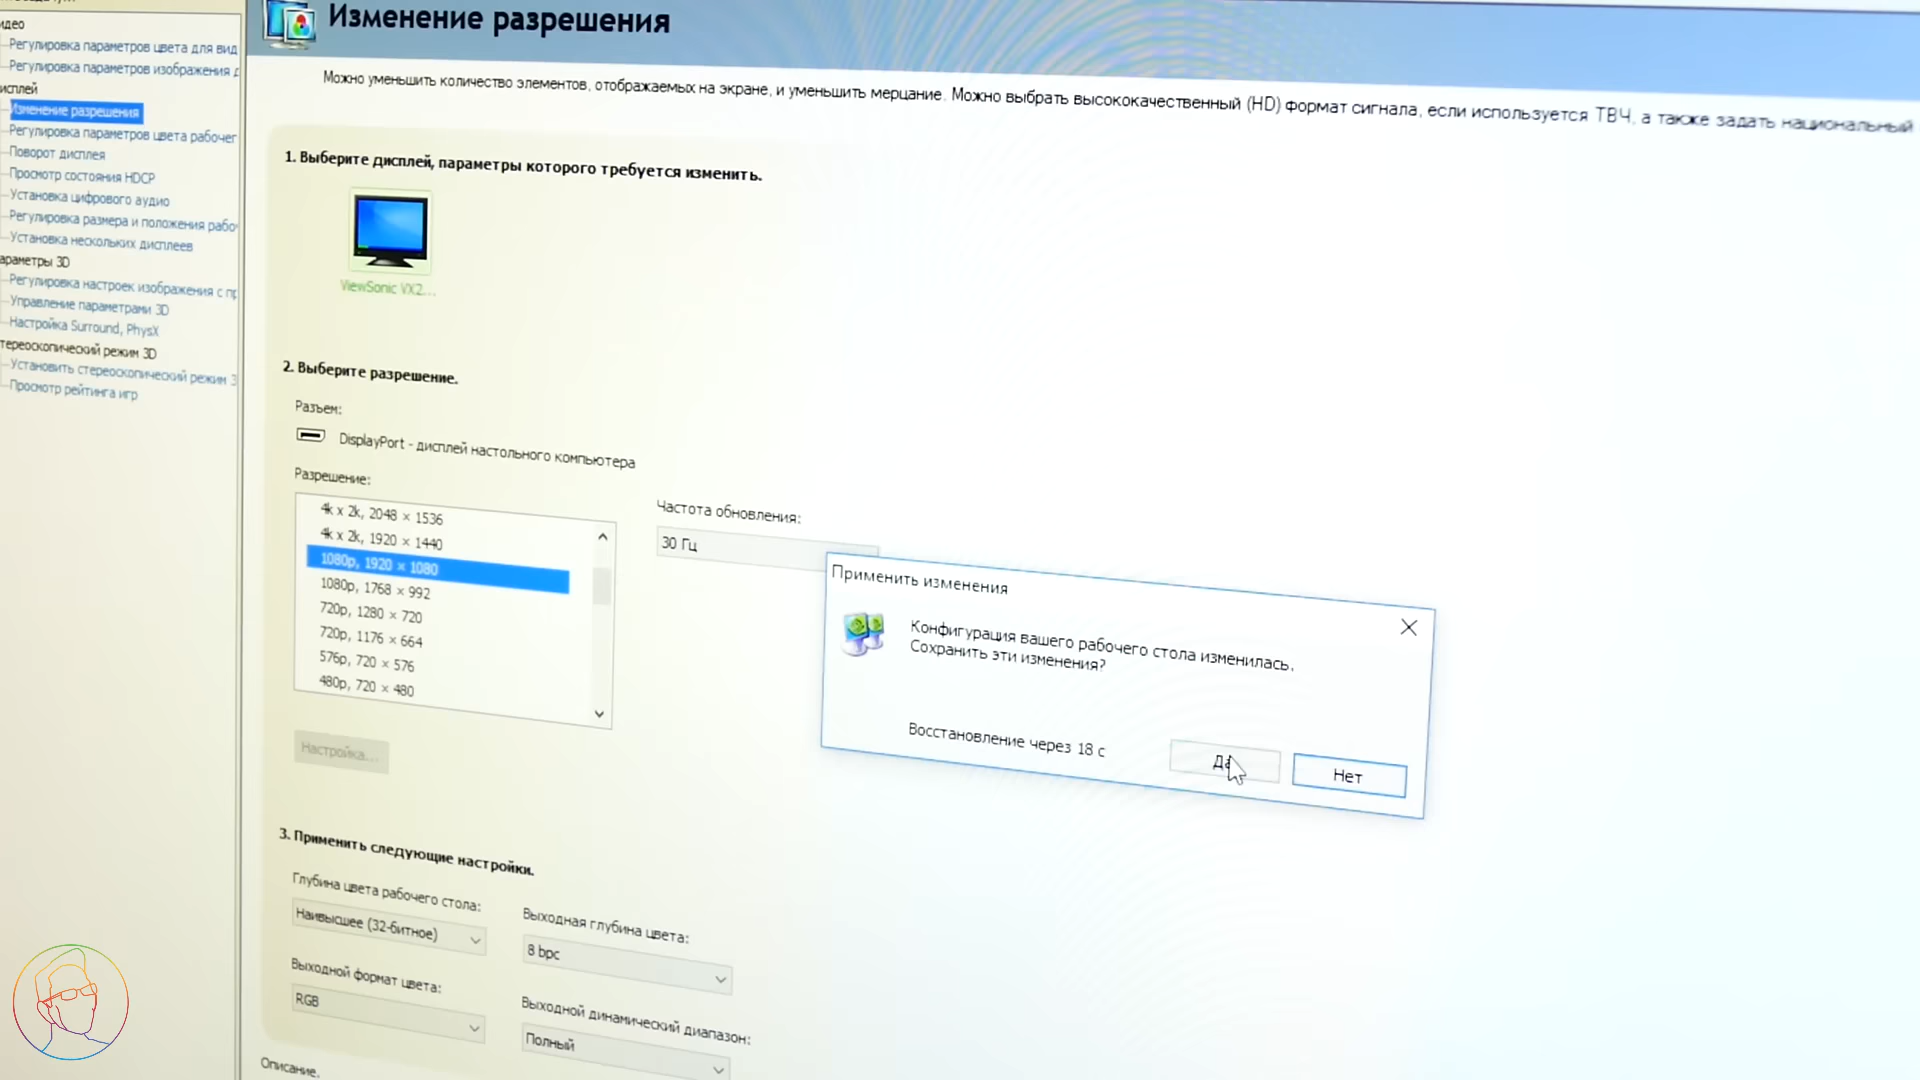 Изменение разрешения
Можно уменьшить количество элементов, отображаемых на экране, и уменьшить мерцание. Можно выбрать высококачественный (HD) формат сигнала, если используется ТВЧ, а также задать национальный
идео
Регулировка параметров цвета для вид
Регулировка параметров изображения д
исплей
Изменение разрешения
Регулировка параметров цвета рабочег
Поворот дисплея
Просмотр состояния HDCP
Установка цифрового аудио
Регулировка размера и положения рабо
Установка нескольких дисплеев
араметры 3D
Регулировка настроек изображения с пр
Управление параметрами 3D
Настройка Surround, PhysX
тереоскопический режим 3D
Установить стереоскопический режим 3
Просмотр рейтинга игр
1. Выберите дисплей, параметры которого требуется изменить.
ViewSonic VX2...
2. Выберите разрешение.
Разъем:
DisplayPort - дисплей настольного компьютера
Разрешение:
4k x 2k, 2048 × 1536
4k x 2k, 1920 × 1440
1080p, 1920 × 1080
1080p, 1768 × 992
720p, 1280 × 720
720p, 1176 × 664
576p, 720 × 576
480p, 720 × 480
Частота обновления:
30 Гц
Настройка...
Применить изменения
Конфигурация вашего рабочего стола изменилась.
Сохранить эти изменения?
Восстановление через 18 с
Да
Нет
3. Применить следующие настройки.
Глубина цвета рабочего стола:
Наивысшее (32-битное)
Выходная глубина цвета:
8 bpc
Выходной формат цвета:
RGB
Выходной динамический диапазон:
Полный
Описание.